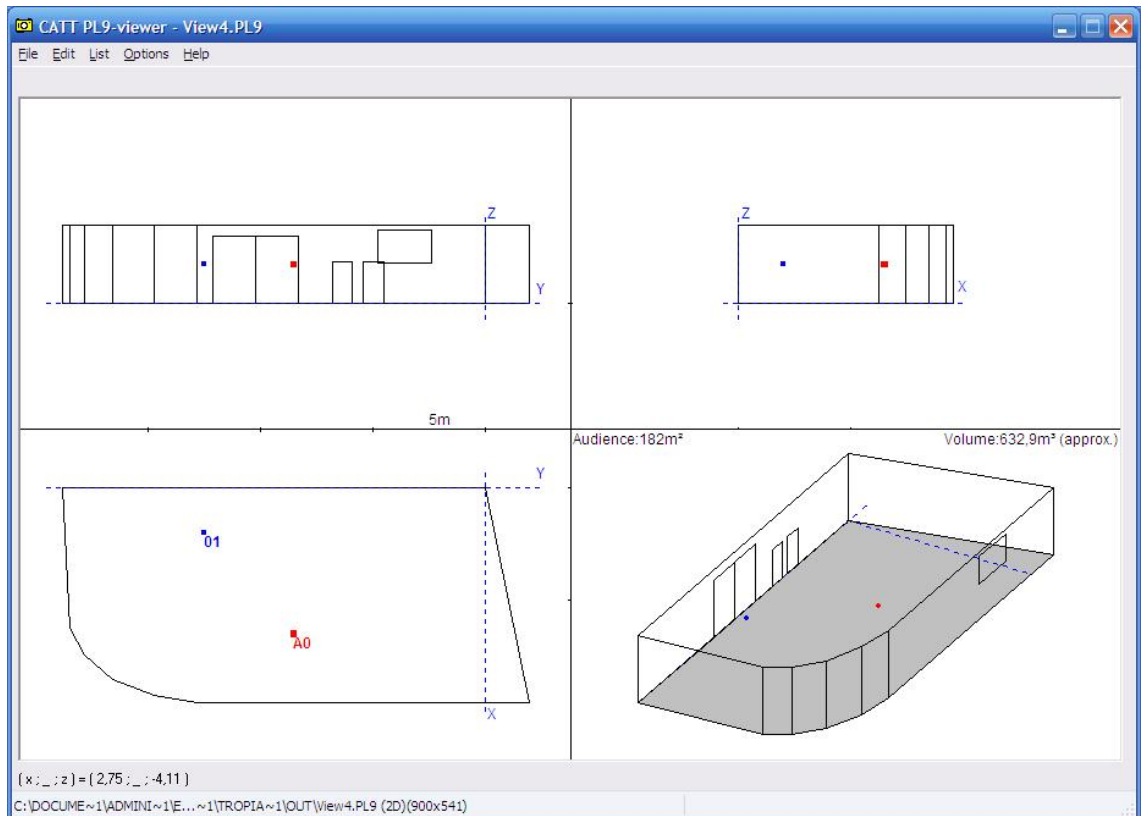 CATT PL9-viewer - View4.PL9
File Edit List Options Help
Z
Y
Z
X
5m
Y
01
A0
X
Audience:182m²
Volume:632,9m³ (approx.)
( x ; _ ; z ) = ( 2,75 ; _ ; -4,11 )
C:\DOCUME~1\ADMINI~1\E...~1\TROPIA~1\OUT\View4.PL9 (2D)(900x541)